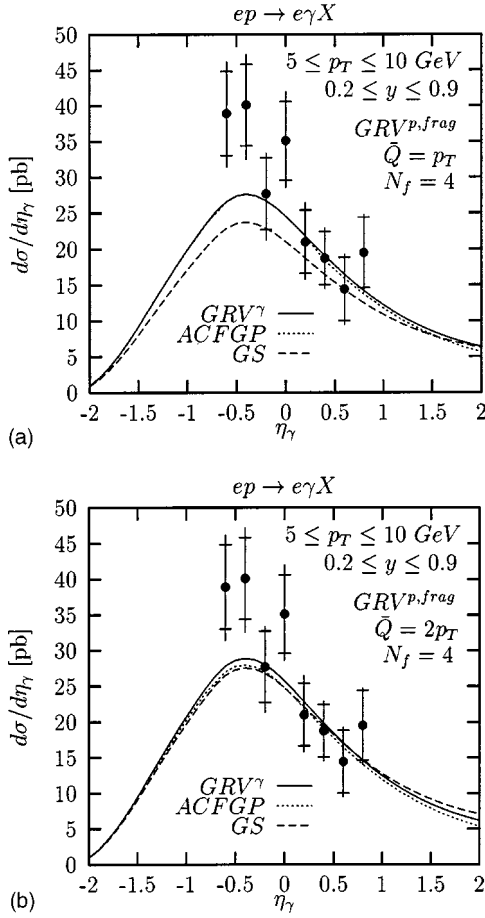 ep → eγX
50
45
40
35
30
25
20
15
10
5
0
dσ/dη_γ [pb]
5 ≤ p_T ≤ 10 GeV
0.2 ≤ y ≤ 0.9
GRV^{p,frag}
Q̄ = p_T
N_f = 4
GRV^γ
ACFGP
GS
-2 -1.5 -1 -0.5 0 0.5 1 1.5 2
η_γ
(a)
ep → eγX
50
45
40
35
30
25
20
15
10
5
0
dσ/dη_γ [pb]
5 ≤ p_T ≤ 10 GeV
0.2 ≤ y ≤ 0.9
GRV^{p,frag}
Q̄ = 2p_T
N_f = 4
GRV^γ
ACFGP
GS
-2 -1.5 -1 -0.5 0 0.5 1 1.5 2
η_γ
(b)